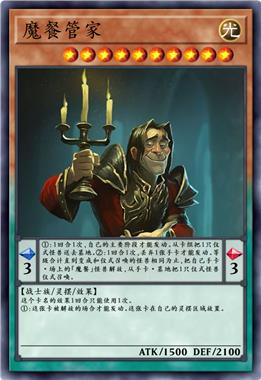 魔餐管家
光
①:1回合1次,自己的主要阶段才能发动。从卡组把1只仪
式怪兽送去墓地。②:1回合1次,丢弃1张手卡才能发动。
等级合计直到变成和仪式召唤的怪兽相同为止,把自己手卡
·场上的「魔餐」怪兽解放,从手卡·墓地把1只仪式怪兽
仪式召唤。
3
3
【战士族/灵摆/效果】
这个卡名的效果1回合只能使用1次。
①:这张卡被解放的场合才能发动。这张卡在自己的灵摆区域放置。
ATK/1500 DEF/2100